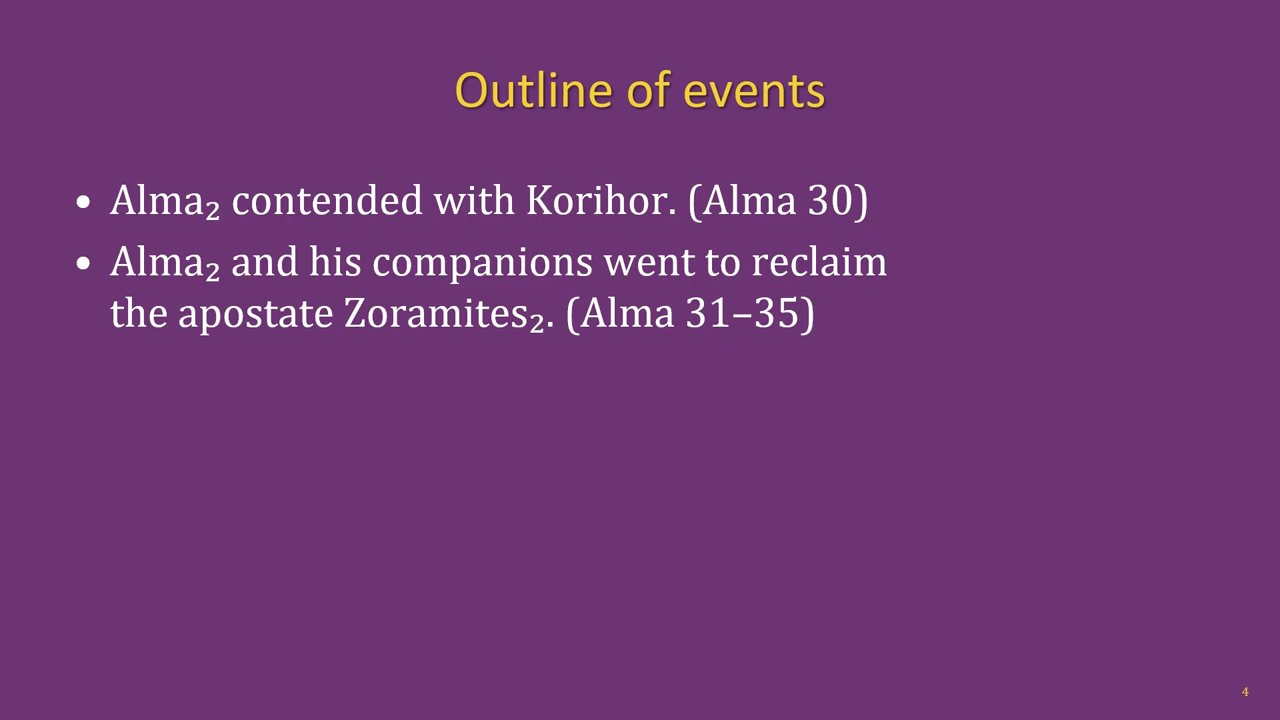 Outline of events
• Alma₂ contended with Korihor. (Alma 30)
• Alma₂ and his companions went to reclaim
the apostate Zoramites₂. (Alma 31–35)
4